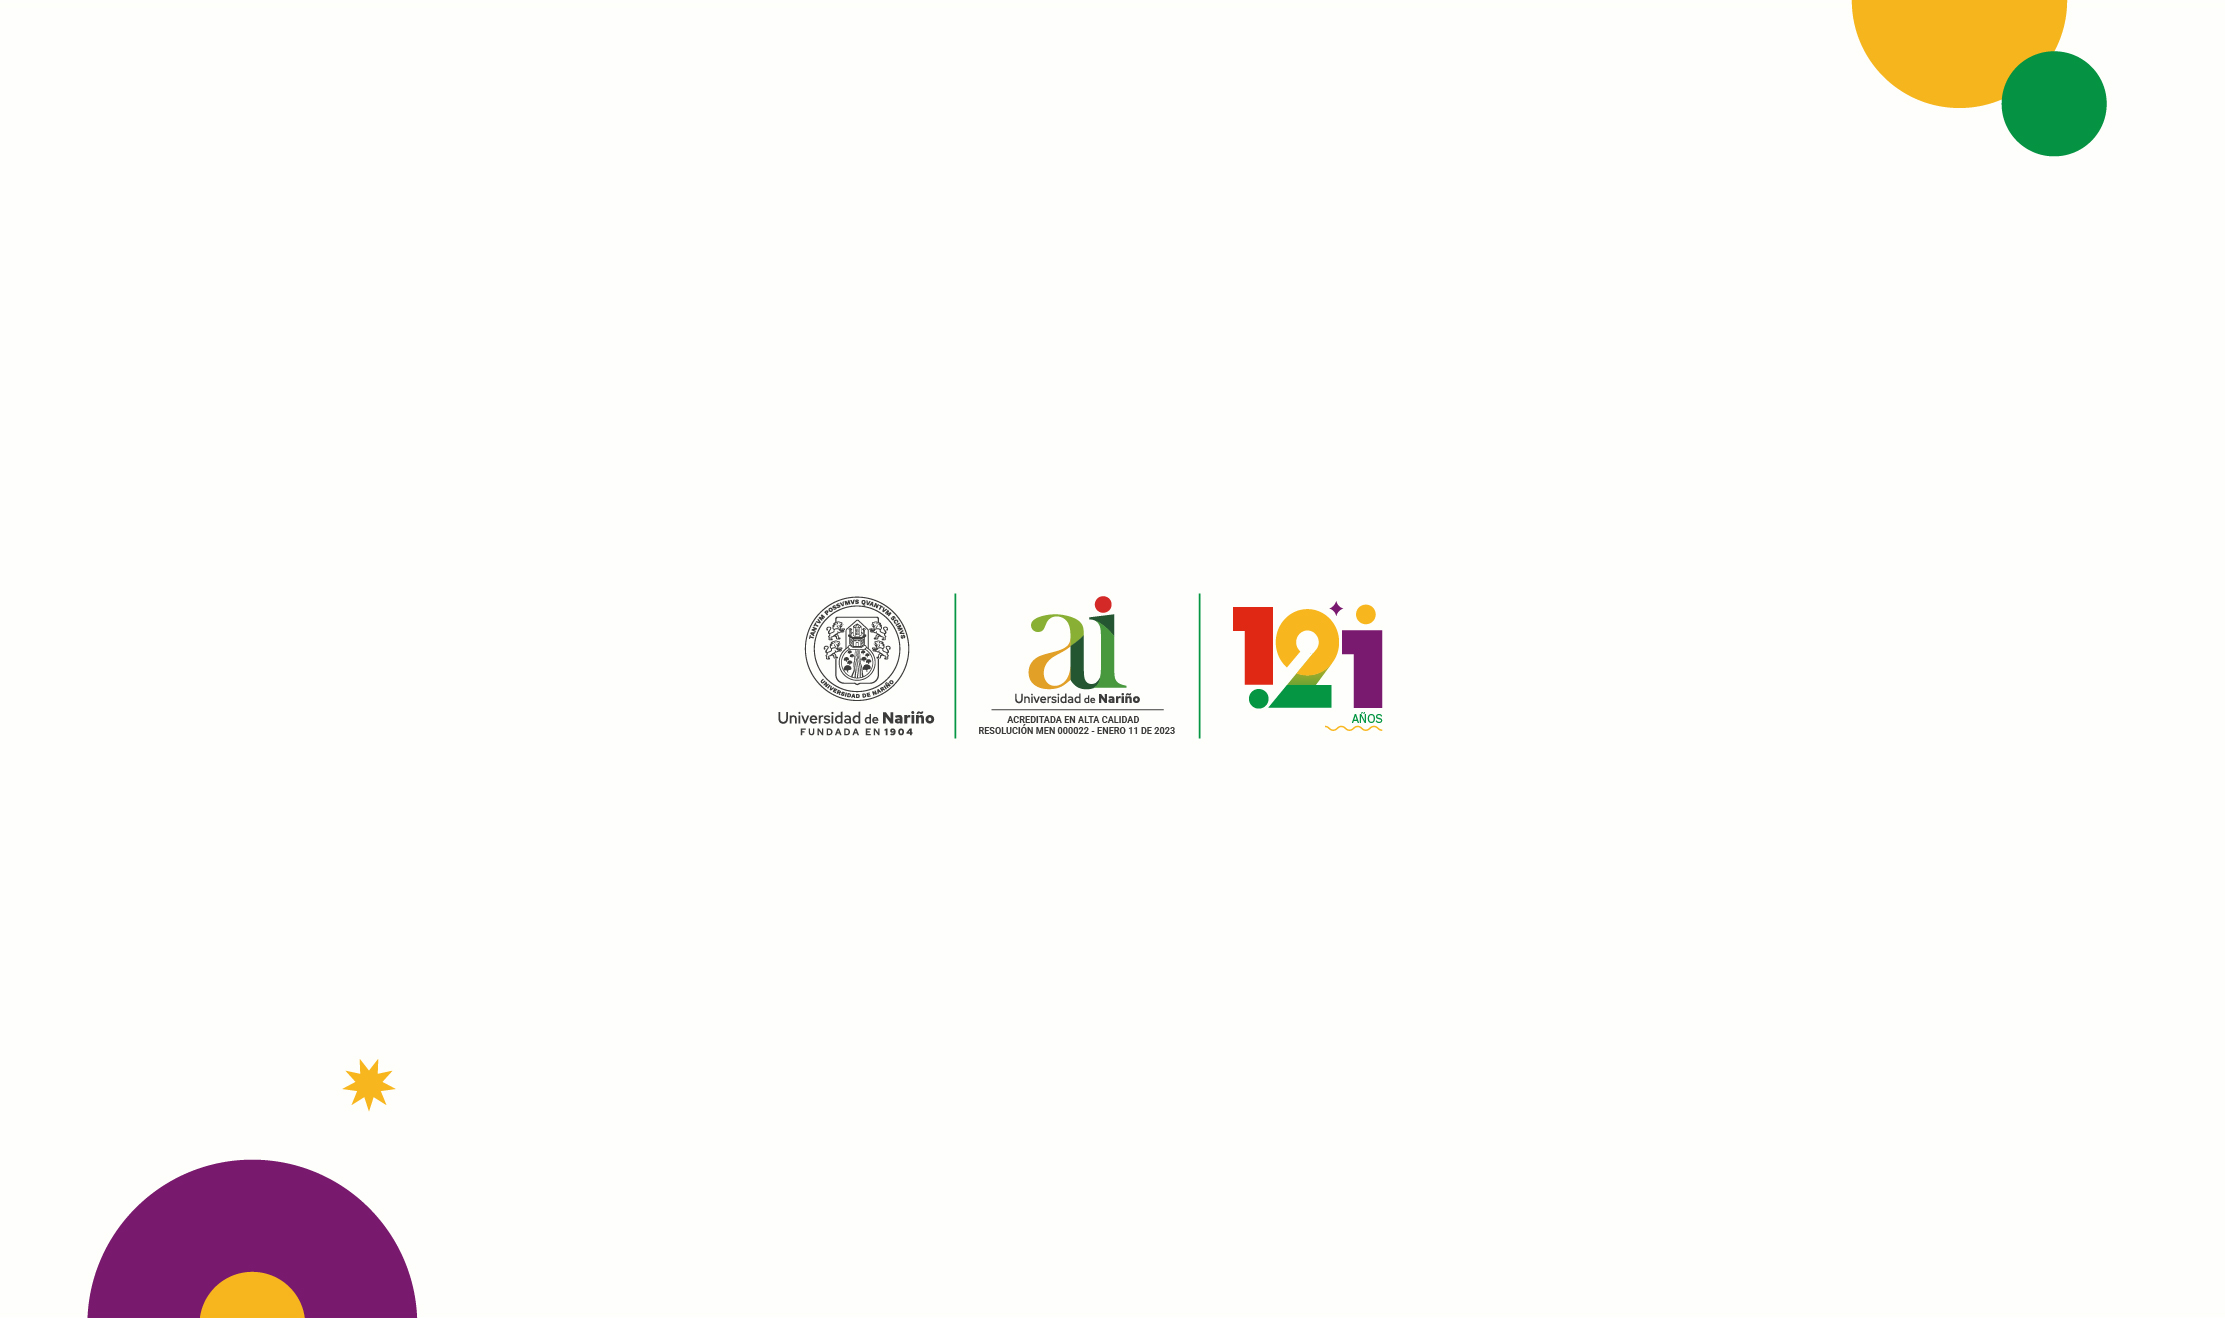 TANTVM POSSVMVS QVANTVM SCIMVS
UNIVERSIDAD DE NARIÑO
Universidad de Nariño
FUNDADA EN 1904
ai
Universidad de Nariño
ACREDITADA EN ALTA CALIDAD
RESOLUCIÓN MEN 000022 - ENERO 11 DE 2023
121
AÑOS